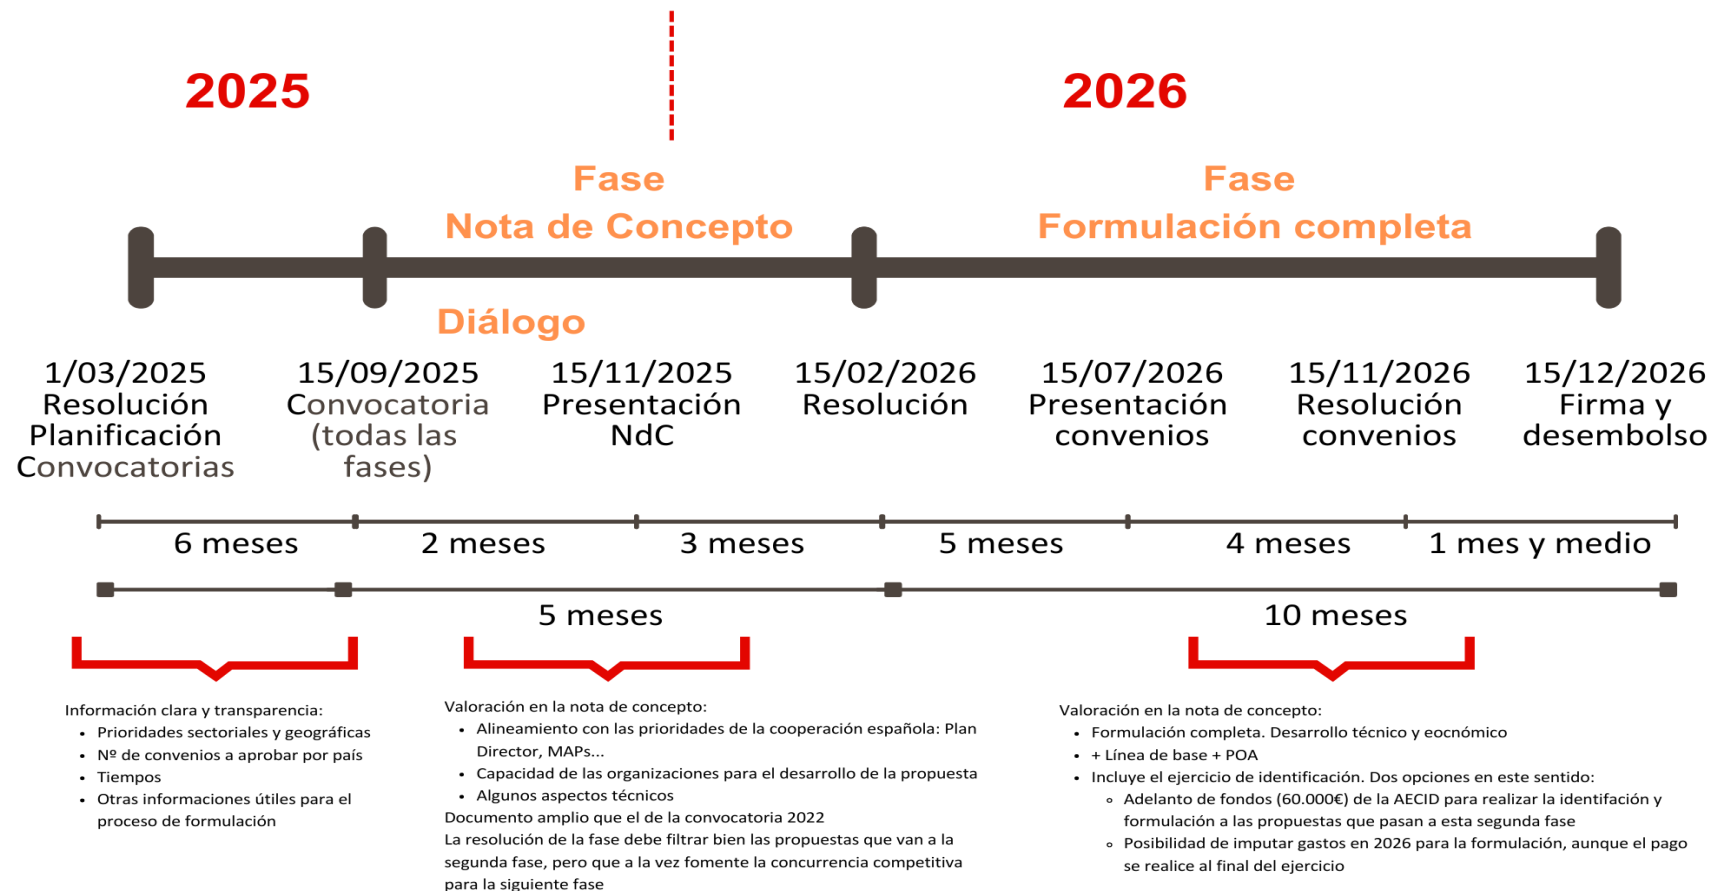 2025
2026
Fase
Nota de Concepto
Fase
Formulación completa
Diálogo
1/03/2025
Resolución
Planificación
Convocatorias
15/09/2025
Convocatoria
(todas las
fases)
15/11/2025
Presentación
NdC
15/02/2026
Resolución
15/07/2026
Presentación
convenios
15/11/2026
Resolución
convenios
15/12/2026
Firma y
desembolso
6 meses
2 meses
3 meses
5 meses
4 meses
1 mes y medio
5 meses
10 meses
Información clara y transparencia:
• Prioridades sectoriales y geográficas
• Nº de convenios a aprobar por país
• Tiempos
• Otras informaciones útiles para el
proceso de formulación
Valoración en la nota de concepto:
• Alineamiento con las prioridades de la cooperación española: Plan
Director, MAPs...
• Capacidad de las organizaciones para el desarrollo de la propuesta
• Algunos aspectos técnicos
Documento amplio que el de la convocatoria 2022
La resolución de la fase debe filtrar bien las propuestas que van a la
segunda fase, pero que a la vez fomente la concurrencia competitiva
para la siguiente fase
Valoración en la nota de concepto:
• Formulación completa. Desarrollo técnico y eocnómico
• + Línea de base + POA
• Incluye el ejercicio de identificación. Dos opciones en este sentido:
◦ Adelanto de fondos (60.000€) de la AECID para realizar la identifación y
formulación a las propuestas que pasan a esta segunda fase
◦ Posibilidad de imputar gastos en 2026 para la formulación, aunque el pago
se realice al final del ejercicio